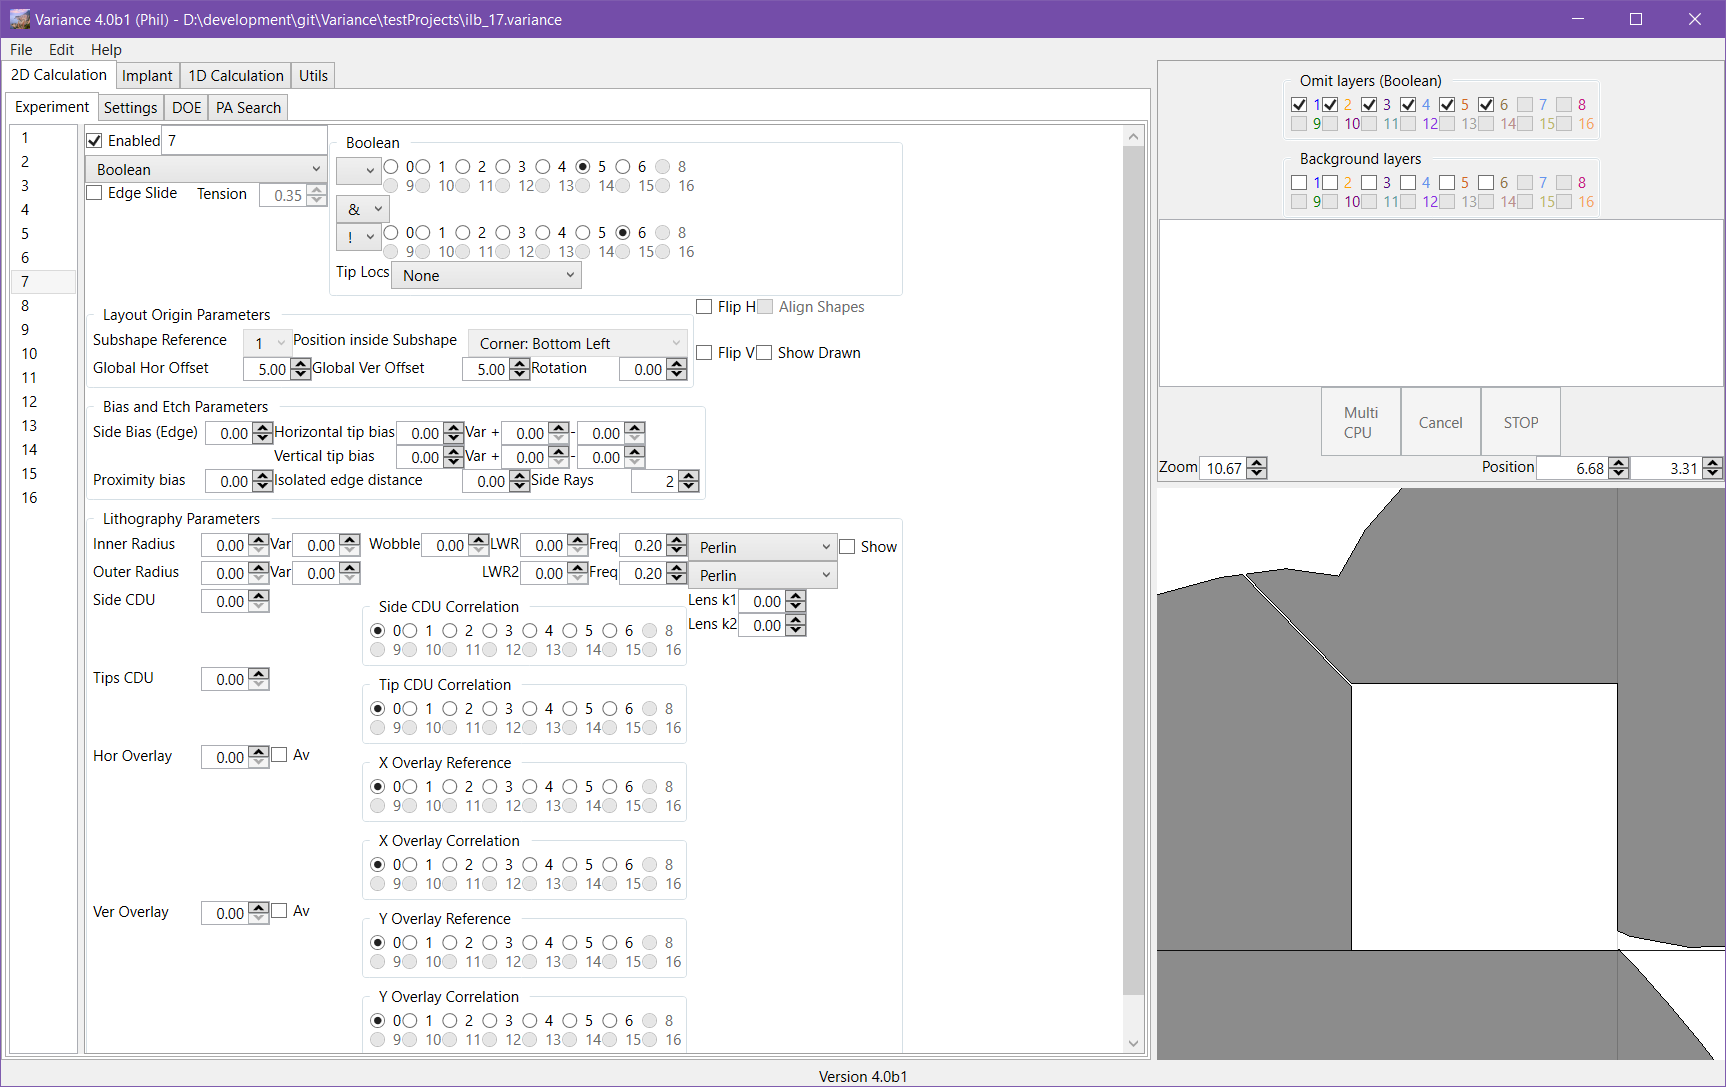 Variance 4.0b1 (Phil) - D:\development\git\Variance\testProjects\ilb_17.variance
File Edit Help
2D Calculation Implant 1D Calculation Utils
Experiment Settings DOE PA Search
1
2
3
4
5
6
7
8
9
10
11
12
13
14
15
16
Enabled 7
Boolean
Edge Slide Tension 0.35
Boolean
0 1 2 3 4 5 6 8
9 10 11 12 13 14 15 16
&
! 0 1 2 3 4 5 6 8
9 10 11 12 13 14 15 16
Tip Locs None
Layout Origin Parameters
Subshape Reference 1 Position inside Subshape Corner: Bottom Left
Global Hor Offset 5.00 Global Ver Offset 5.00 Rotation 0.00
Flip H Align Shapes
Flip V Show Drawn
Bias and Etch Parameters
Side Bias (Edge) 0.00 Horizontal tip bias 0.00 Var + 0.00 - 0.00
Vertical tip bias 0.00 Var + 0.00 - 0.00
Proximity bias 0.00 Isolated edge distance 0.00 Side Rays 2
Lithography Parameters
Inner Radius 0.00 Var 0.00 Wobble 0.00 LWR 0.00 Freq 0.20 Perlin Show
Outer Radius 0.00 Var 0.00 LWR2 0.00 Freq 0.20 Perlin
Side CDU 0.00
Lens k1 0.00
Lens k2 0.00
Side CDU Correlation
0 1 2 3 4 5 6 8
9 10 11 12 13 14 15 16
Tips CDU 0.00
Tip CDU Correlation
0 1 2 3 4 5 6 8
9 10 11 12 13 14 15 16
Hor Overlay 0.00 Av
X Overlay Reference
0 1 2 3 4 5 6 8
9 10 11 12 13 14 15 16
X Overlay Correlation
0 1 2 3 4 5 6 8
9 10 11 12 13 14 15 16
Ver Overlay 0.00 Av
Y Overlay Reference
0 1 2 3 4 5 6 8
9 10 11 12 13 14 15 16
Y Overlay Correlation
0 1 2 3 4 5 6 8
9 10 11 12 13 14 15 16
Omit layers (Boolean)
1 2 3 4 5 6 7 8
9 10 11 12 13 14 15 16
Background layers
1 2 3 4 5 6 7 8
9 10 11 12 13 14 15 16
Multi
CPU
Cancel
STOP
Zoom 10.67 Position 6.68 3.31
Version 4.0b1